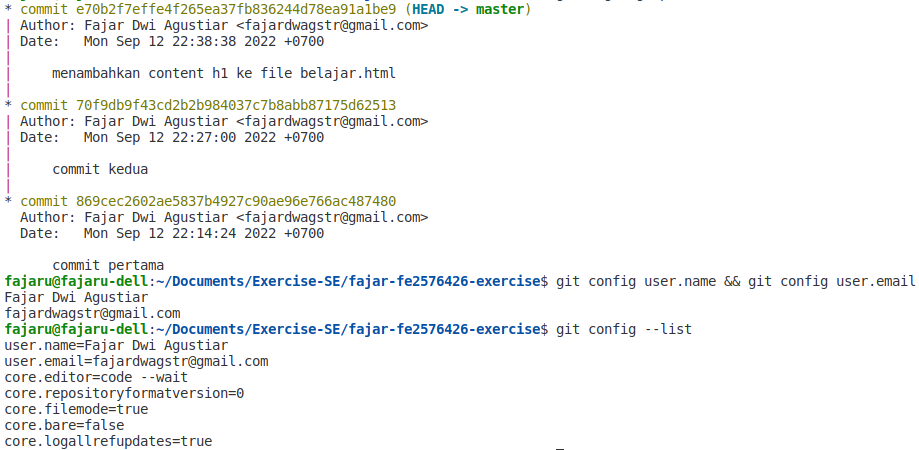 * commit e70b2f7effe4f265ea37fb836244d78ea91a1be9 (HEAD -> master)
| Author: Fajar Dwi Agustiar <fajardwagstr@gmail.com>
| Date:   Mon Sep 12 22:38:38 2022 +0700
|
|     menambahkan content h1 ke file belajar.html
|
* commit 70f9db9f43cd2b2b984037c7b8abb87175d62513
| Author: Fajar Dwi Agustiar <fajardwagstr@gmail.com>
| Date:   Mon Sep 12 22:27:00 2022 +0700
|
|     commit kedua
|
* commit 869cec2602ae5837b4927c90ae96e766ac487480
  Author: Fajar Dwi Agustiar <fajardwagstr@gmail.com>
  Date:   Mon Sep 12 22:14:24 2022 +0700

      commit pertama
fajaru@fajaru-dell:~/Documents/Exercise-SE/fajar-fe2576426-exercise$ git config user.name && git config user.email
Fajar Dwi Agustiar
fajardwagstr@gmail.com
fajaru@fajaru-dell:~/Documents/Exercise-SE/fajar-fe2576426-exercise$ git config --list
user.name=Fajar Dwi Agustiar
user.email=fajardwagstr@gmail.com
core.editor=code --wait
core.repositoryformatversion=0
core.filemode=true
core.bare=false
core.logallrefupdates=true